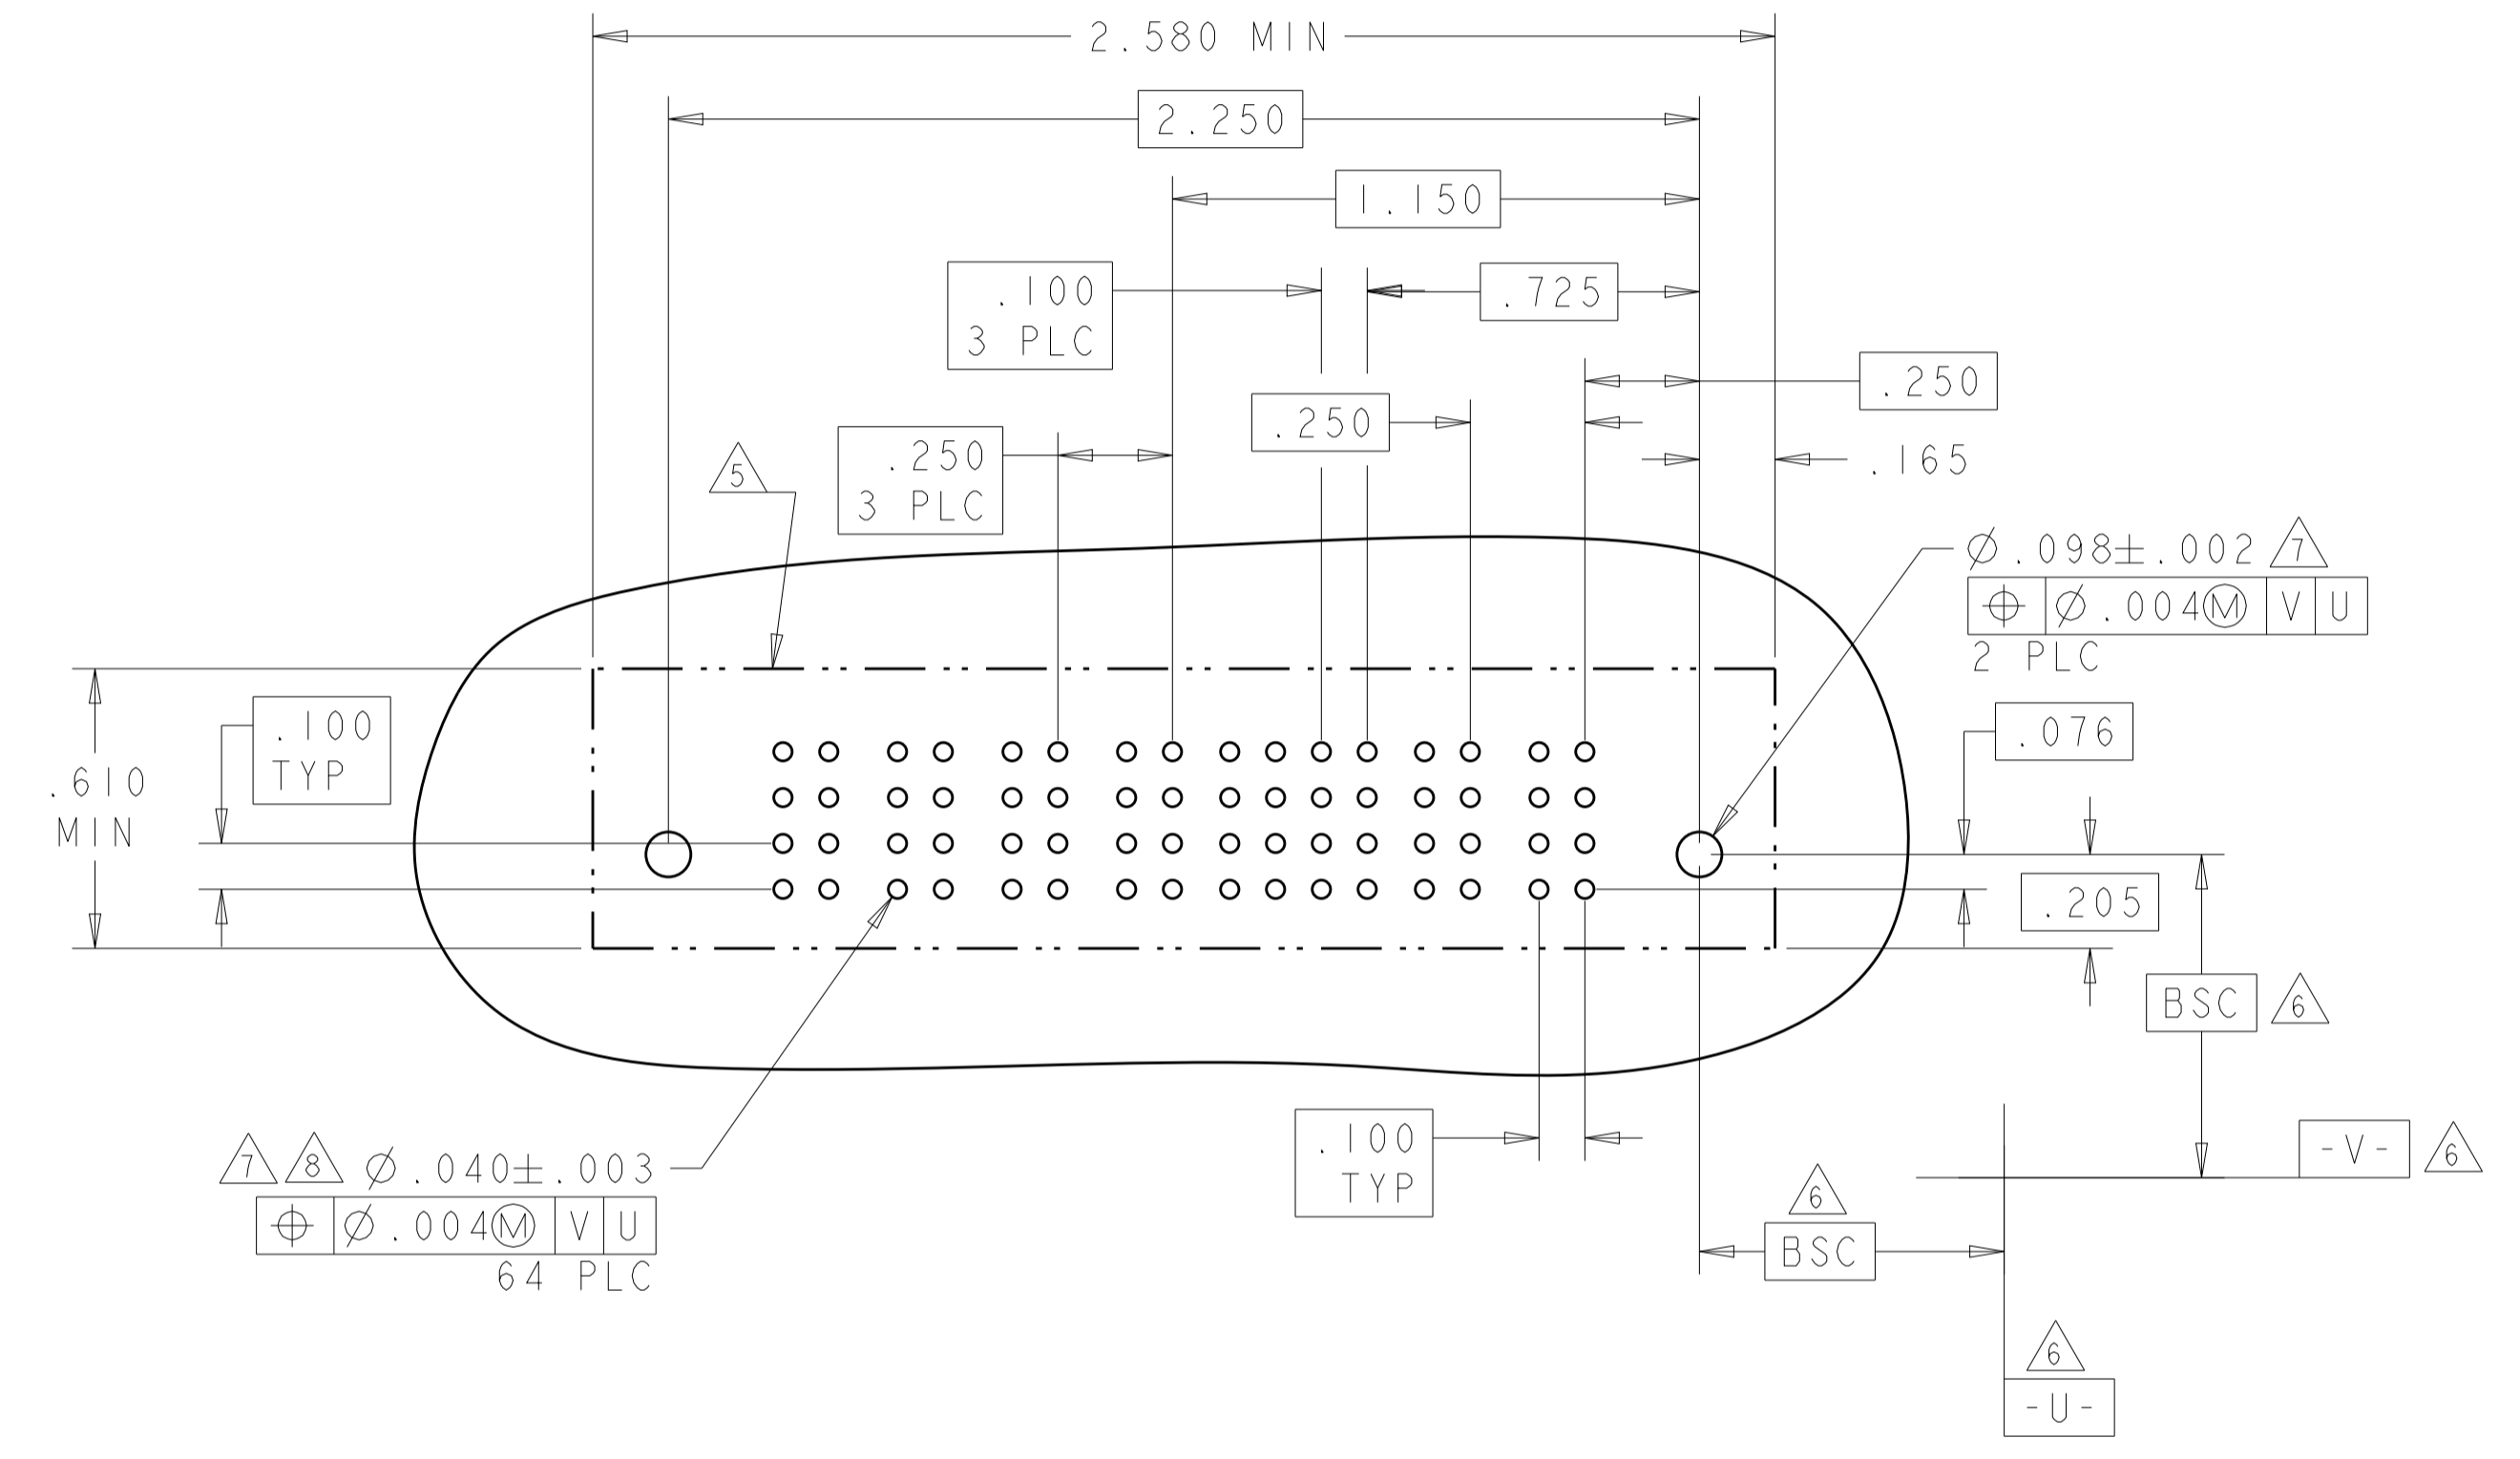 2.580 MIN
2.250
1.150
.100
3 PLC
.725
.250
.250
.250
3 PLC
.165
5
⌀.098±.002 7
⌖ ⌀.004Ⓜ V U
2 PLC
.100
TYP
.076
.610
MIN
.205
BSC 6
7 8 ⌀.040±.003
⌖ ⌀.004Ⓜ V U
64 PLC
.100
TYP
-V- 6
6
BSC
6
-U-